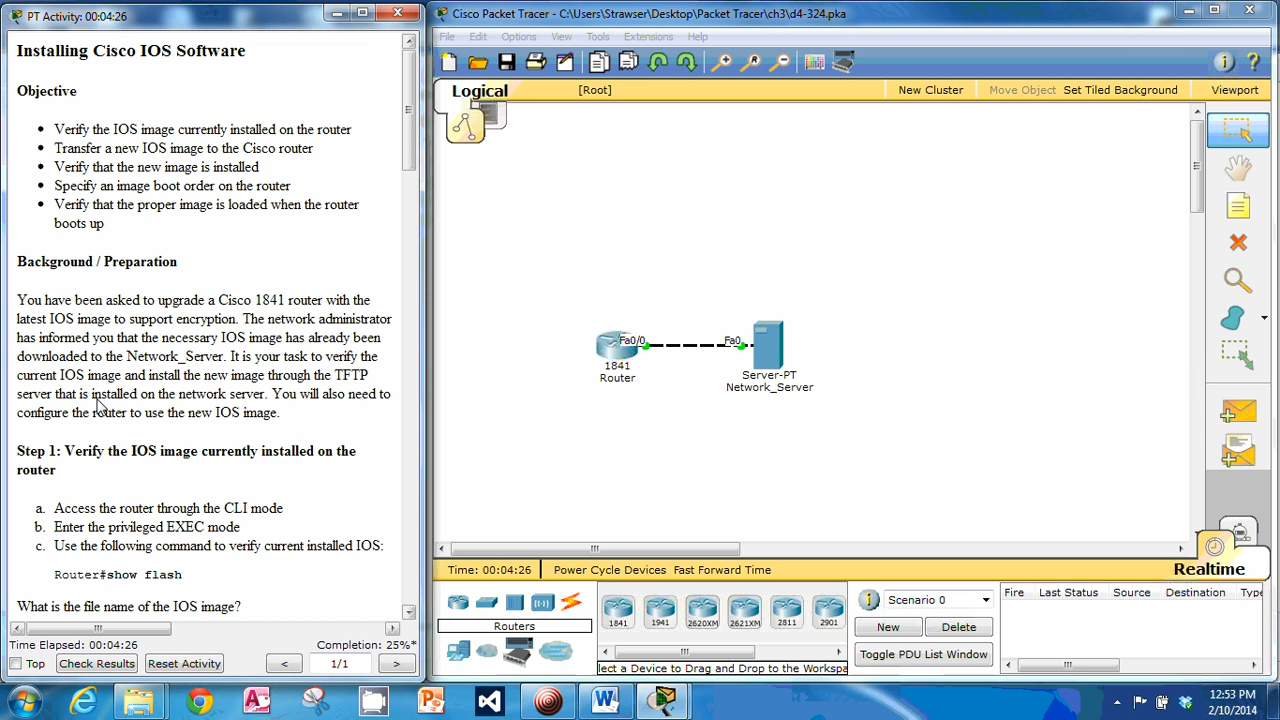 PT Activity: 00:04:26
Installing Cisco IOS Software
Objective
Verify the IOS image currently installed on the router
Transfer a new IOS image to the Cisco router
Verify that the new image is installed
Specify an image boot order on the router
Verify that the proper image is loaded when the router
boots up
Background / Preparation
You have been asked to upgrade a Cisco 1841 router with the
latest IOS image to support encryption. The network administrator
has informed you that the necessary IOS image has already been
downloaded to the Network_Server. It is your task to verify the
current IOS image and install the new image through the TFTP
server that is installed on the network server. You will also need to
configure the router to use the new IOS image.
Step 1: Verify the IOS image currently installed on the
router
a. Access the router through the CLI mode
b. Enter the privileged EXEC mode
c. Use the following command to verify current installed IOS:
Router#show flash
What is the file name of the IOS image?
Time Elapsed: 00:04:26 Completion: 25%*
Top Check Results Reset Activity < 1/1 >
Cisco Packet Tracer - C:\Users\Strawser\Desktop\Packet Tracer\ch3\d4-324.pka
File Edit Options View Tools Extensions Help
Logical [Root] New Cluster Move Object Set Tiled Background Viewport
Fa0/0 Fa0
1841
Router
Server-PT
Network_Server
Realtime
Time: 00:04:26 Power Cycle Devices Fast Forward Time
Routers
1841 1941 2620XM 2621XM 2811 2901
lect a Device to Drag and Drop to the Workspa
Scenario 0
New Delete
Toggle PDU List Window
Fire Last Status Source Destination Type
12:53 PM
2/10/2014